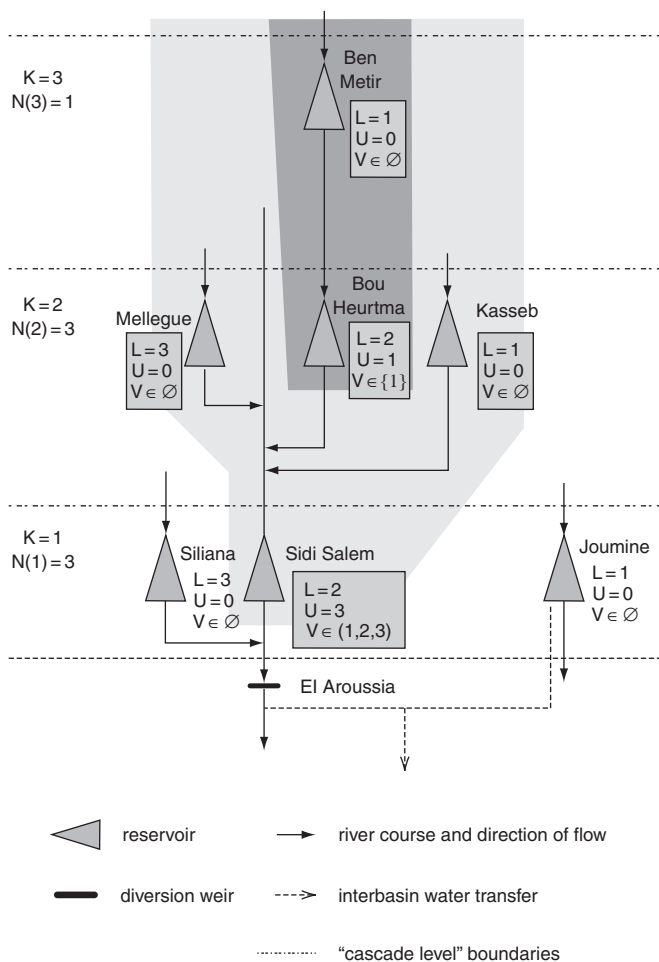 Ben
Metir
K = 3
N(3) = 1
L = 1
U = 0
V ∈ ∅
K = 2
N(2) = 3
Mellegue
L = 3
U = 0
V ∈ ∅
Bou
Heurtma
L = 2
U = 1
V ∈ {1}
Kasseb
L = 1
U = 0
V ∈ ∅
K = 1
N(1) = 3
Siliana
L = 3
U = 0
V ∈ ∅
Sidi Salem
L = 2
U = 3
V ∈ (1,2,3)
Joumine
L = 1
U = 0
V ∈ ∅
El Aroussia
reservoir
river course and direction of flow
diversion weir
interbasin water transfer
“cascade level” boundaries